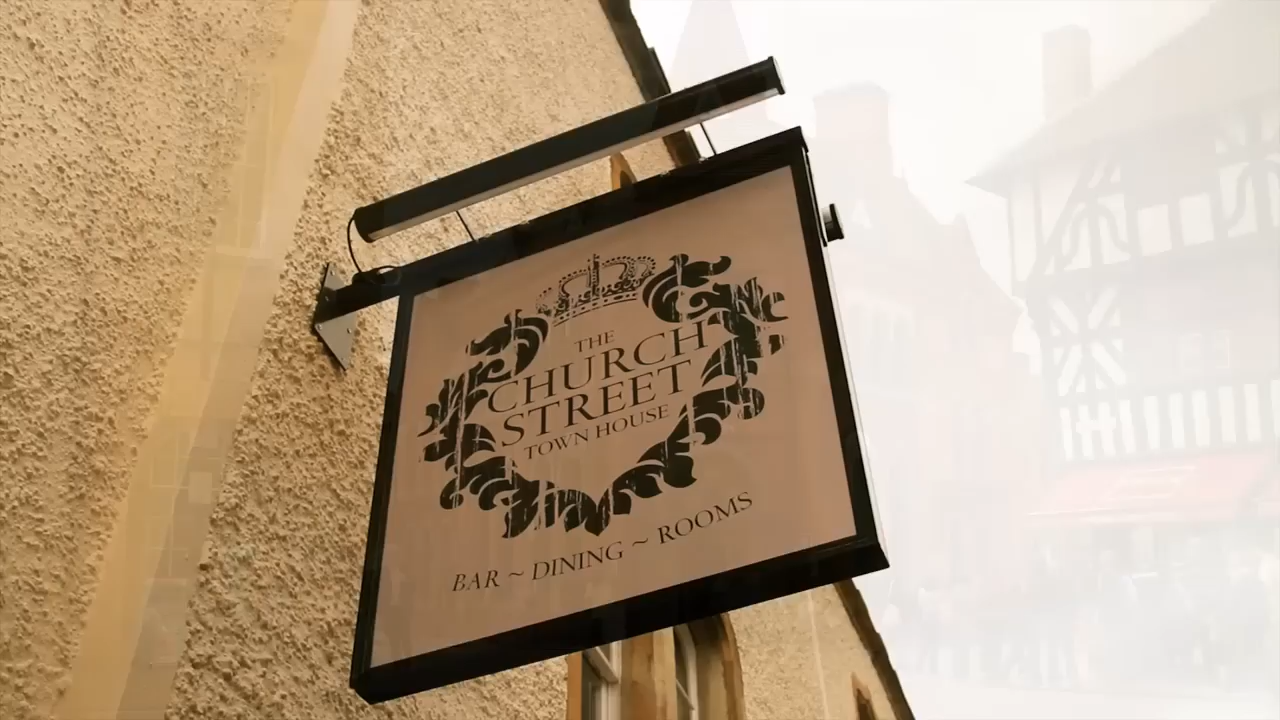 THE
CHURCH
STREET
TOWN HOUSE
BAR ~ DINING ~ ROOMS